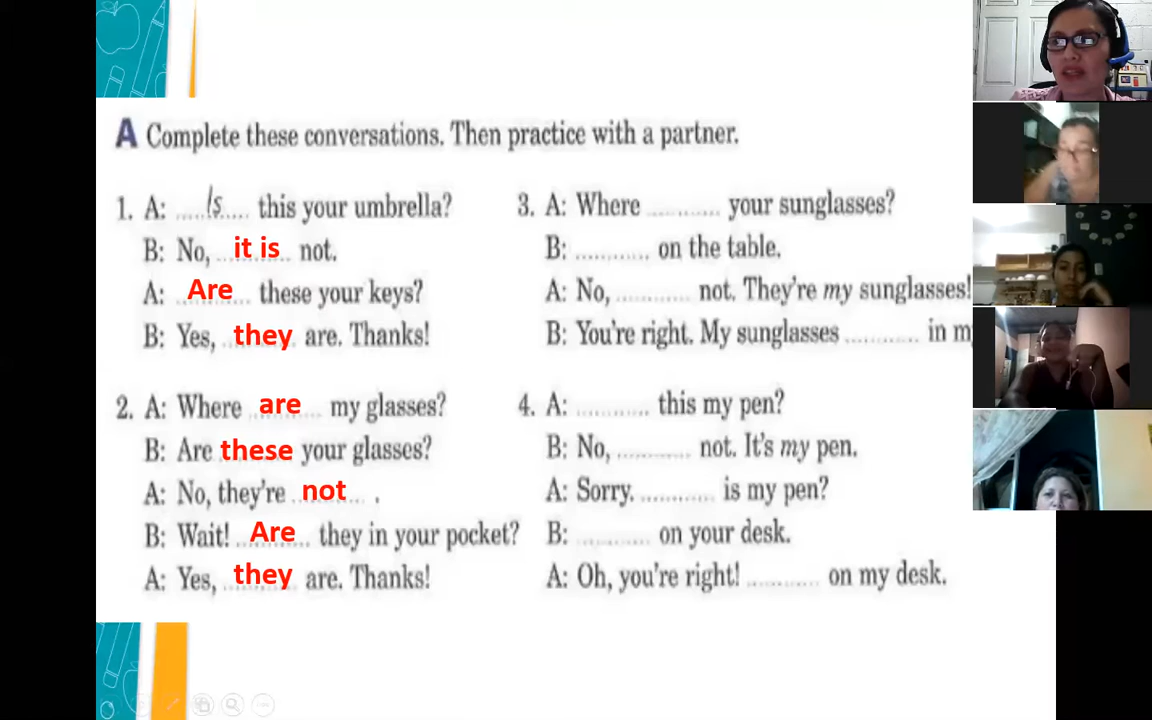 A Complete these conversations. Then practice with a partner.
1. A: .....Is..... this your umbrella?
B: No, ..it is.. not.
A: ..Are.. these your keys?
B: Yes, they are. Thanks!
2. A: Where ..are.. my glasses?
B: Are these your glasses?
A: No, they're ..not.. .
B: Wait! ..Are.. they in your pocket?
A: Yes, ..they.. are. Thanks!
3. A: Where ........... your sunglasses?
B: ........... on the table.
A: No, ........... not. They're my sunglasses!
B: You're right. My sunglasses ........... in
4. A: ........... this my pen?
B: No, ........... not. It's my pen.
A: Sorry. ........... is my pen?
B: ........... on your desk.
A: Oh, you're right! ........... on my desk.